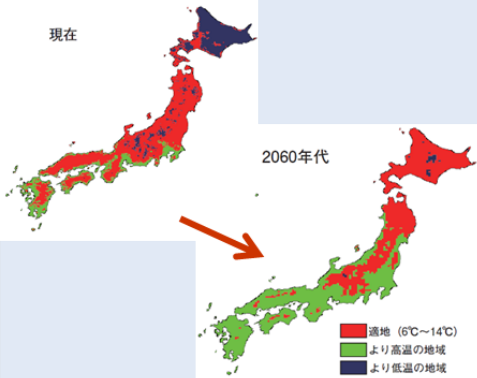 現在
2060年代
適地（6℃～14℃）
より高温の地域
より低温の地域